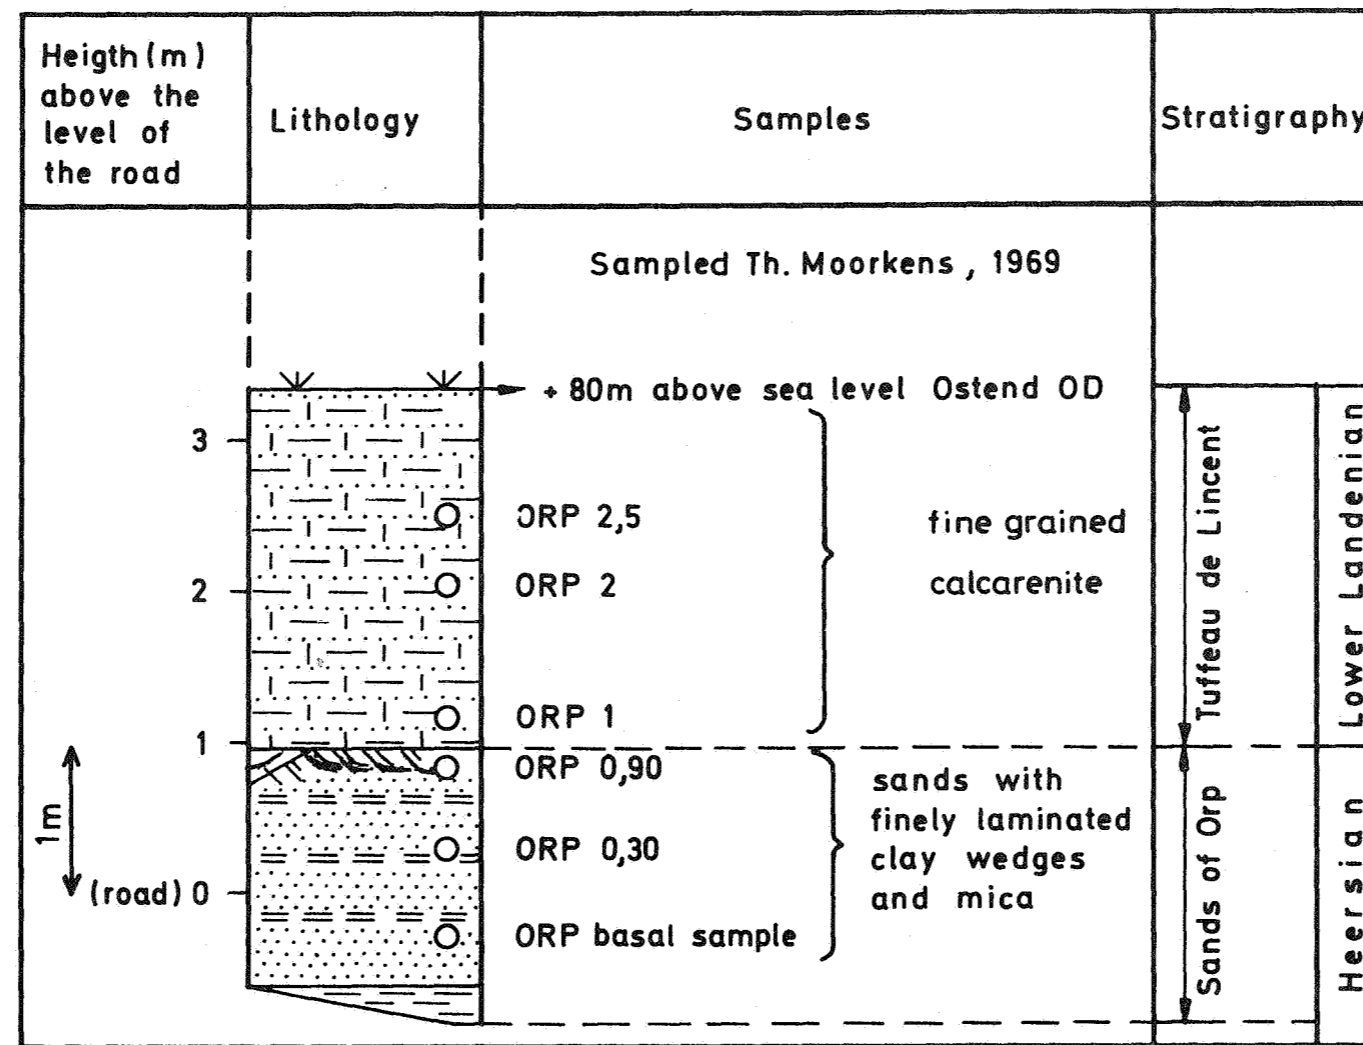 Heigth (m)
above the
level of
the road
Lithology
Samples
Stratigraphy
Sampled Th. Moorkens , 1969
+ 80m above sea level Ostend OD
3
ORP 2,5
fine grained
2
ORP 2
calcarenite
ORP 1
1
ORP 0,90
sands with
finely laminated
clay wedges
and mica
1m
ORP 0,30
(road) 0
ORP basal sample
Tuffeau de Lincent
Lower Landenian
Sands of Orp
Heersian